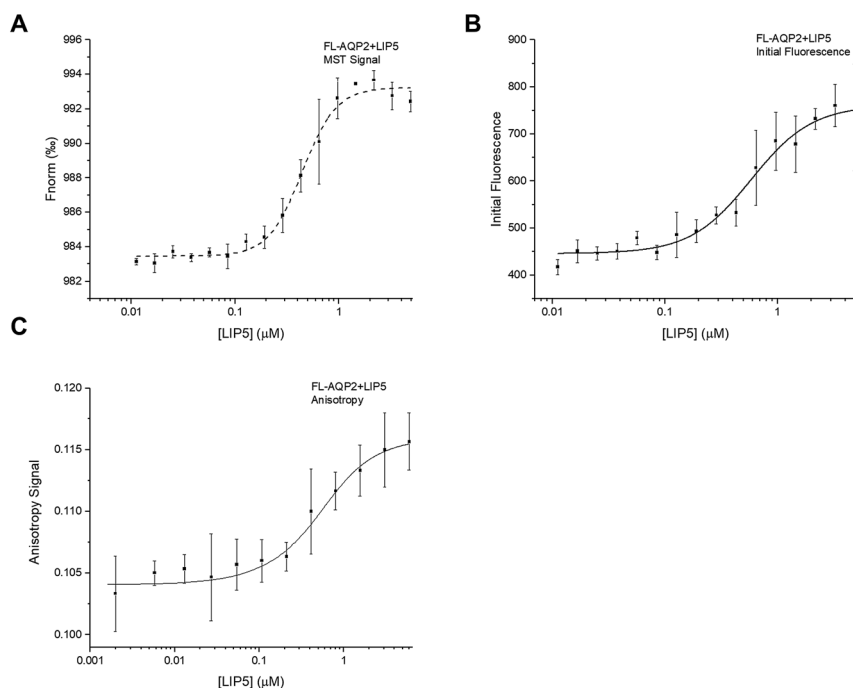 A
FL-AQP2+LIP5
MST Signal
996
994
992
990
988
986
984
982
Fnorm (‰)
0.01
0.1
1
[LIP5] (μM)
B
FL-AQP2+LIP5
Initial Fluorescence
900
800
700
600
500
400
Initial Fluorescence
0.01
0.1
1
[LIP5] (μM)
C
FL-AQP2+LIP5
Anisotropy
0.120
0.115
0.110
0.105
0.100
Anisotropy Signal
0.001
0.01
0.1
1
[LIP5] (μM)